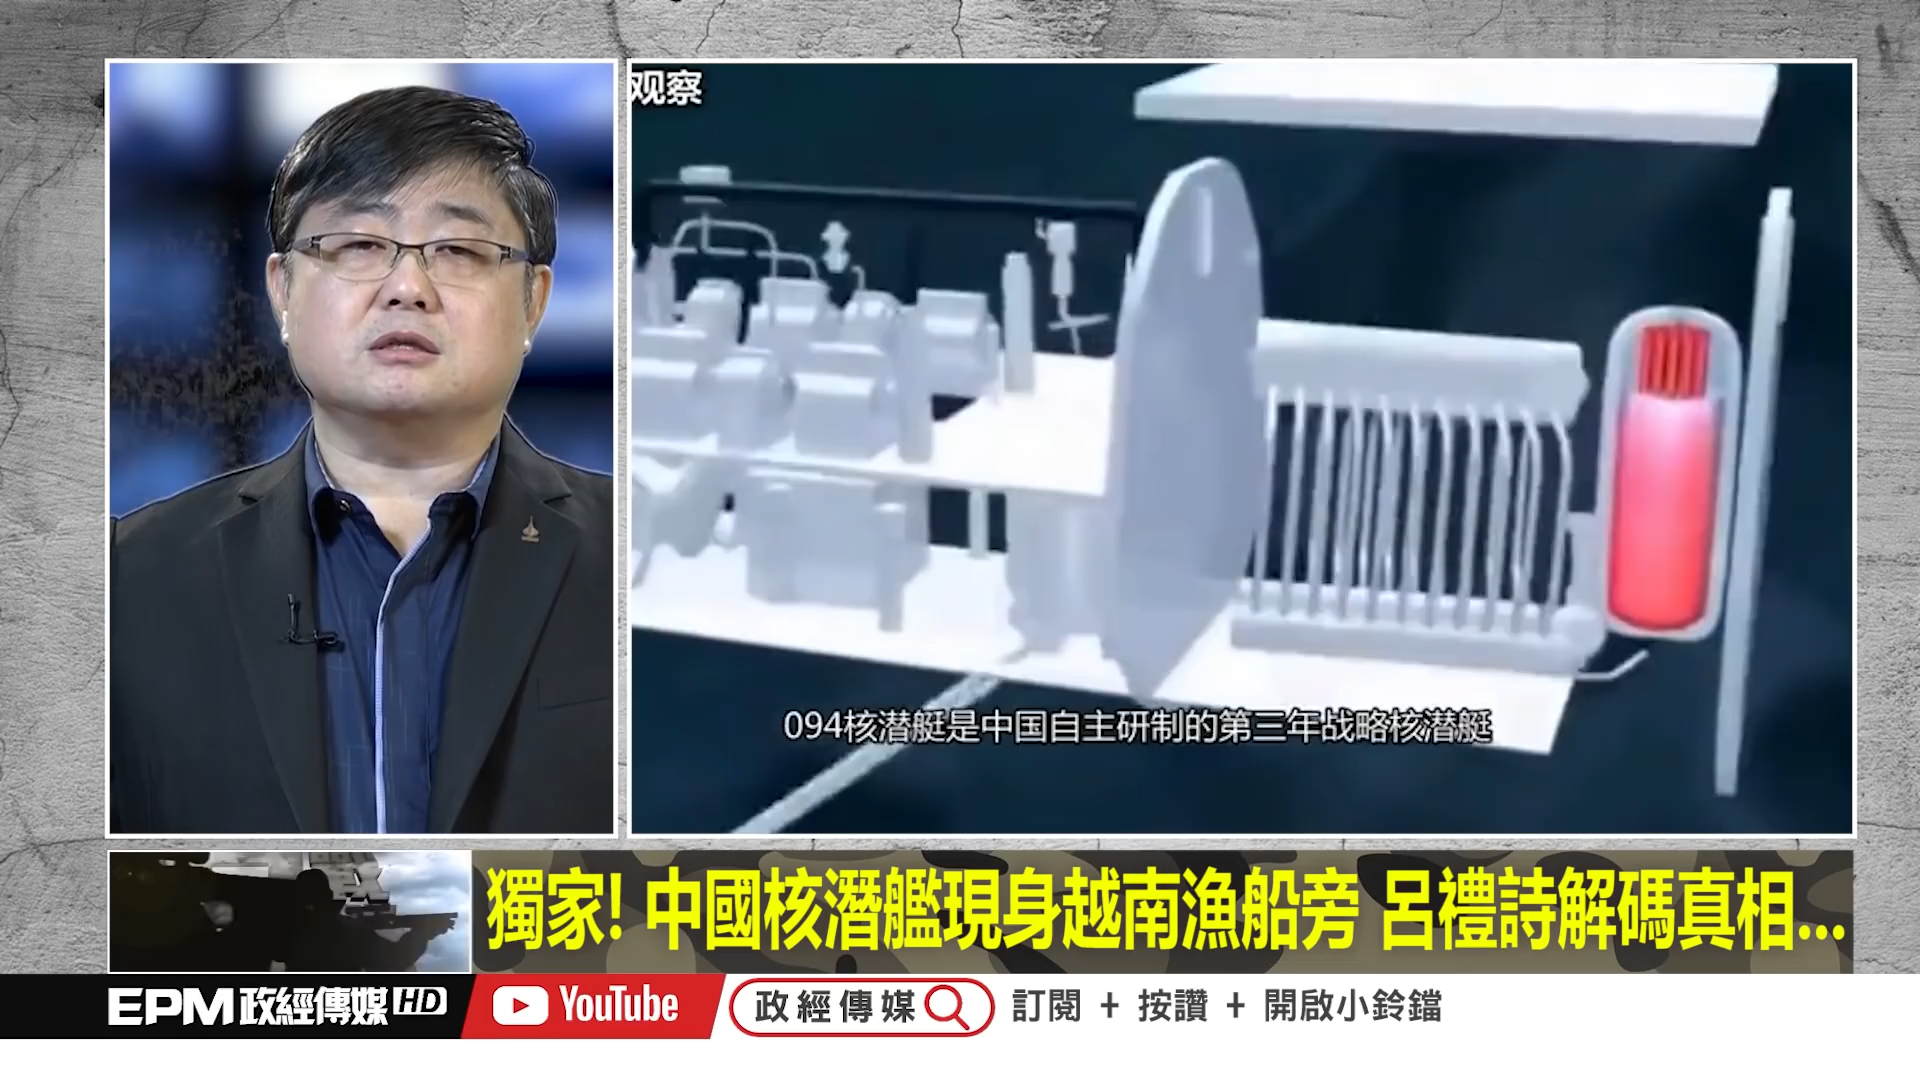 观察
094核潜艇是中国自主研制的第三年战略核潜艇
獨家! 中國核潛艦現身越南漁船旁 呂禮詩解碼真相...
EPM政經傳媒HD
YouTube
政經傳媒
訂閱 + 按讚 + 開啟小鈴鐺